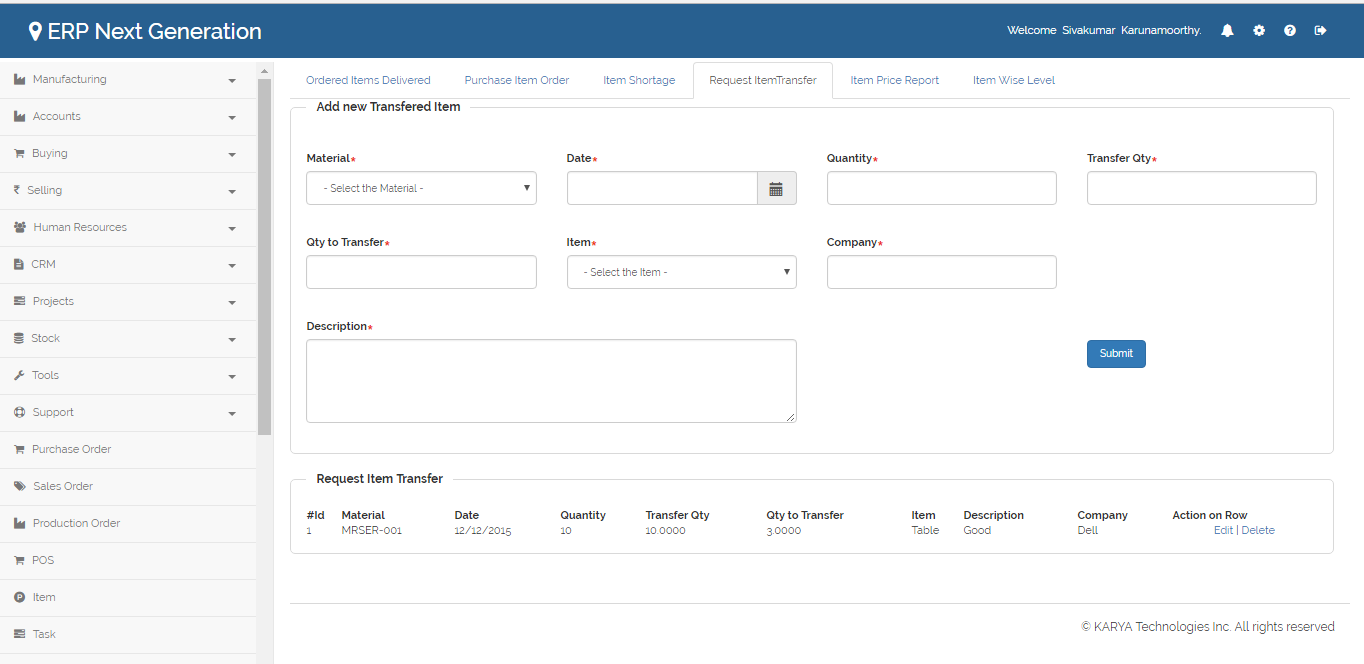 ERP Next Generation
Welcome Sivakumar Karunamoorthy.
Manufacturing
Accounts
Buying
Selling
Human Resources
CRM
Projects
Stock
Tools
Support
Purchase Order
Sales Order
Production Order
POS
Item
Task
Ordered Items Delivered Purchase Item Order Item Shortage Request ItemTransfer Item Price Report Item Wise Level
Add new Transfered Item
Material* Date* Quantity* Transfer Qty*
- Select the Material -
Qty to Transfer* Item* Company*
- Select the Item -
Description*
Submit
Request Item Transfer
#Id Material Date Quantity Transfer Qty Qty to Transfer Item Description Company Action on Row
1 MRSER-001 12/12/2015 10 10.0000 3.0000 Table Good Dell Edit | Delete
© KARYA Technologies Inc. All rights reserved